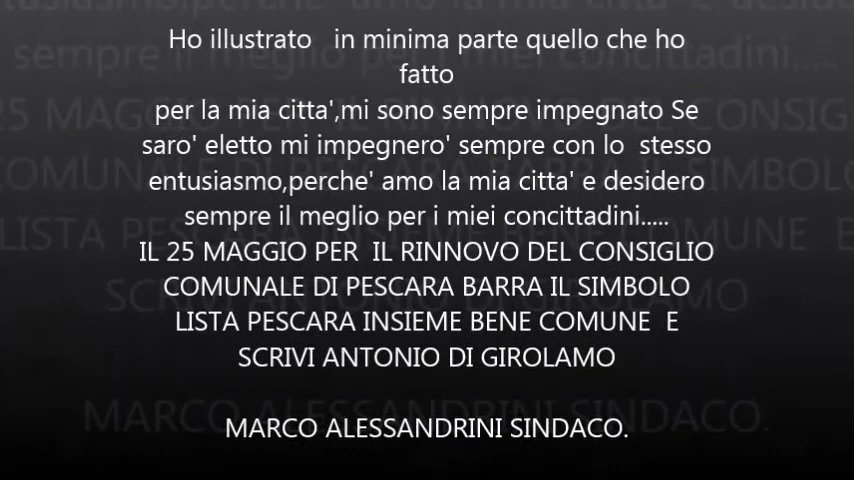 Ho illustrato in minima parte quello che ho
fatto
per la mia citta',mi sono sempre impegnato Se
saro' eletto mi impegnero' sempre con lo stesso
entusiasmo,perche' amo la mia citta' e desidero
sempre il meglio per i miei concittadini.....
IL 25 MAGGIO PER IL RINNOVO DEL CONSIGLIO
COMUNALE DI PESCARA BARRA IL SIMBOLO
LISTA PESCARA INSIEME BENE COMUNE E
SCRIVI ANTONIO DI GIROLAMO
MARCO ALESSANDRINI SINDACO.